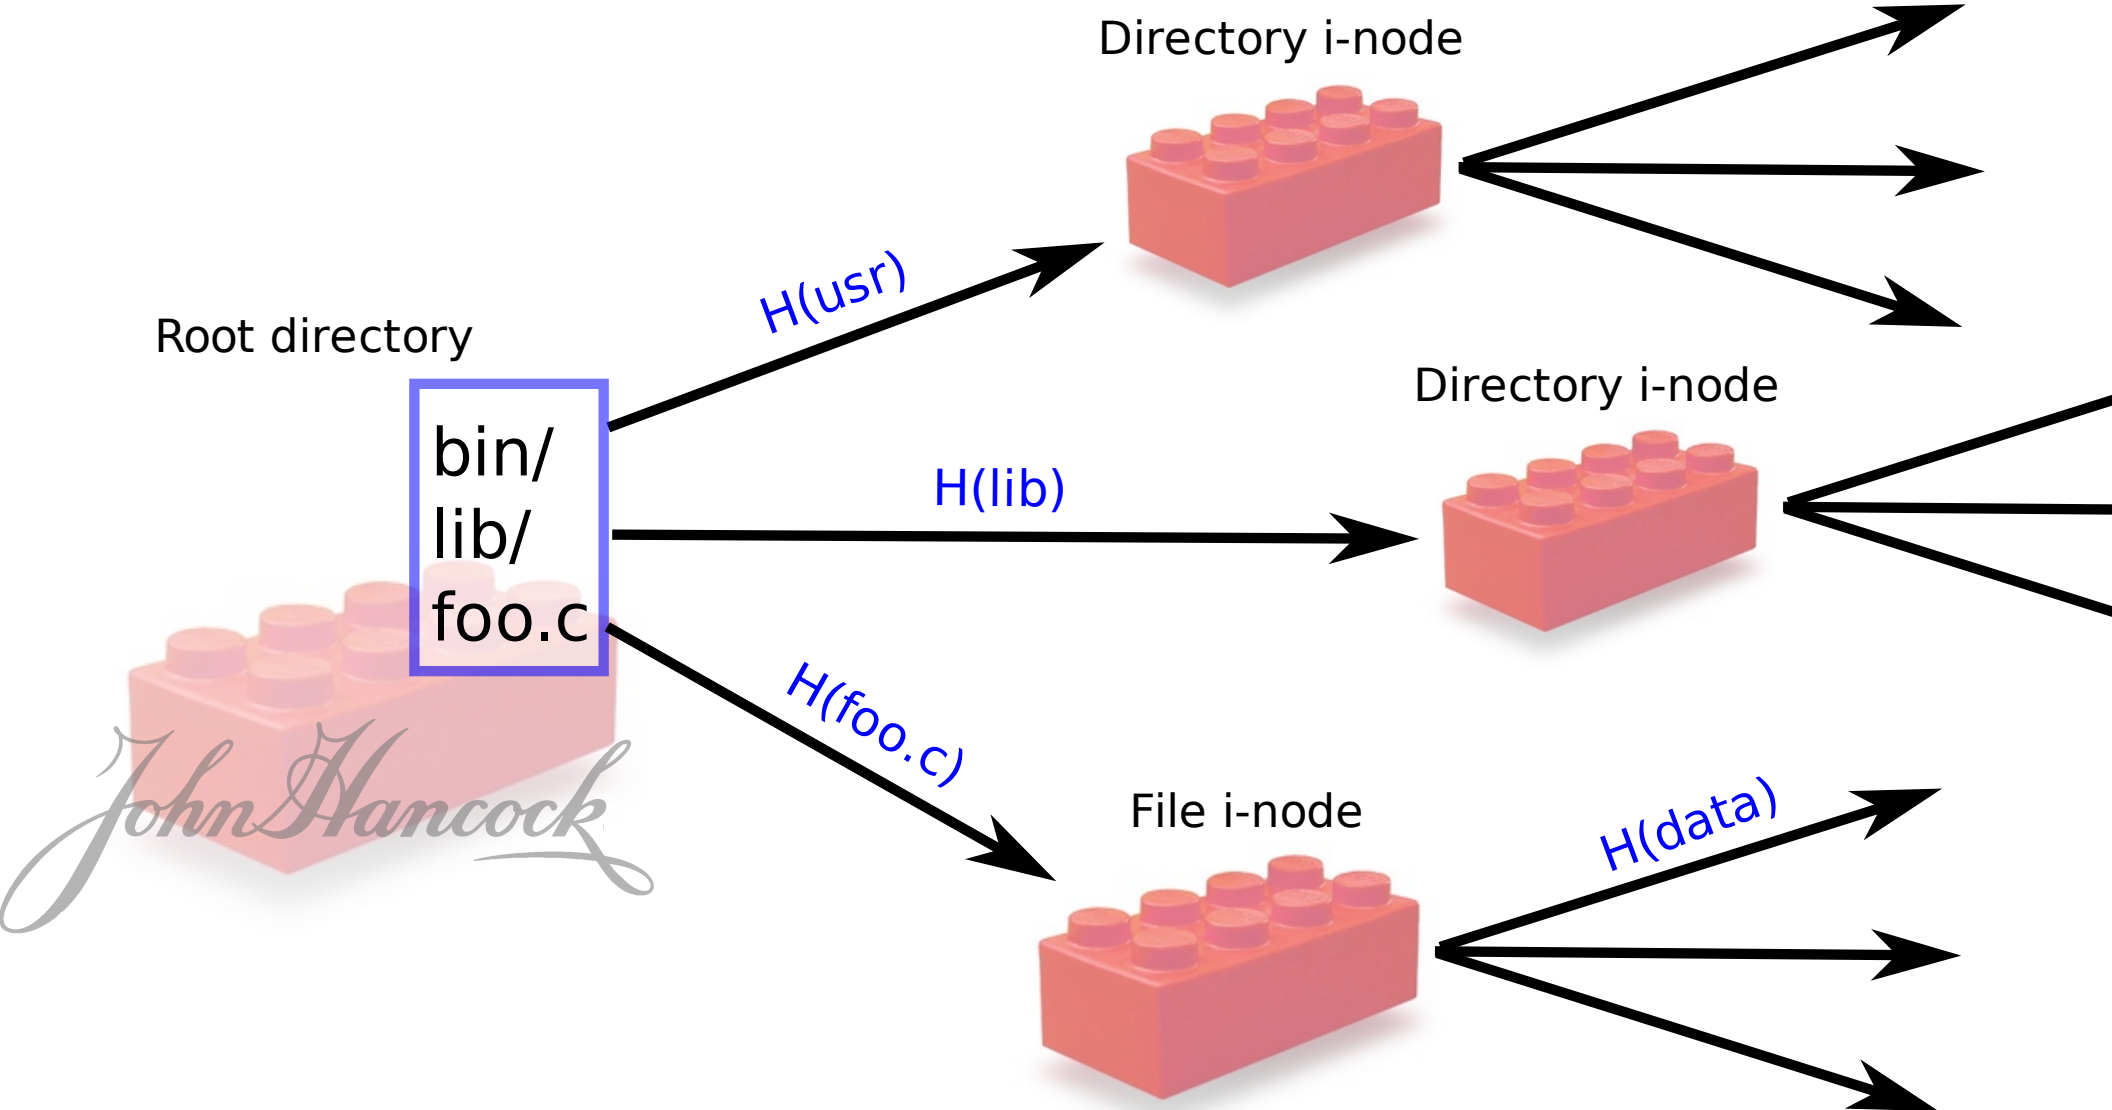 Directory i-node
H(usr)
Root directory
bin/
lib/
foo.c
H(lib)
Directory i-node
H(foo.c)
File i-node
H(data)
John Hancock